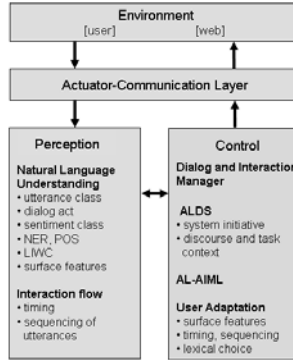 Environment
[user] [web]
Actuator-Communication Layer
Perception
Natural Language
Understanding
• utterance class
• dialog act
• sentiment class
• NER, POS
• LIWC
• surface features
Interaction flow
• timing
• sequencing of
utterances
Control
Dialog and Interaction
Manager
ALDS
• system initiative
• discourse and task
context
AL-AIML
User Adaptation
• surface features
• timing, sequencing
• lexical choice